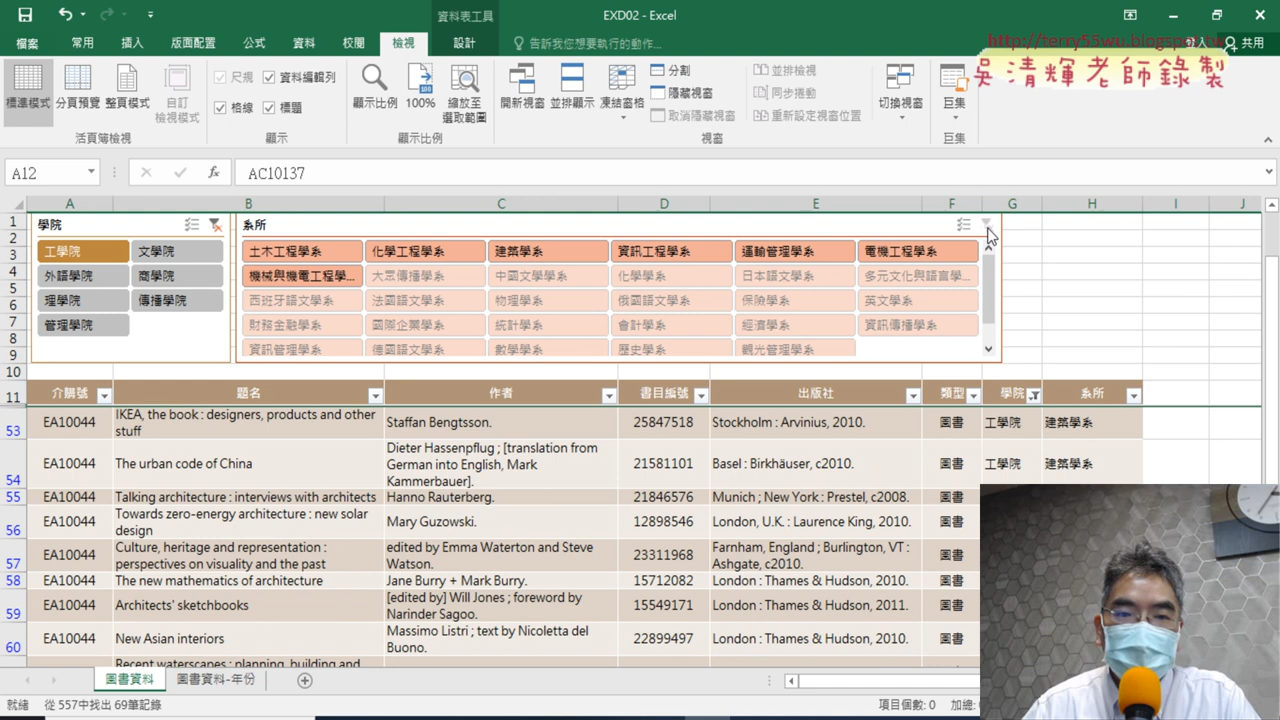 資料表工具
EXD02 - Excel
檔案 常用 插入 版面配置 公式 資料 校閱 檢視 設計 告訴我您想要執行的動作... 共用
http://terry55wu.blogspot.tw
吳清輝老師錄製
標準模式 分頁預覽 整頁模式 自訂檢視模式 尺規 資料編輯列 格線 標題 顯示比例 100% 縮放至選取範圍 開新視窗 並排顯示 凍結窗格 分割 隱藏視窗 取消隱藏視窗 並排檢視 同步捲動 重新設定視窗位置 切換視窗 巨集
活頁簿檢視 顯示 顯示比例 視窗 巨集
A12 fx AC10137
A B C D E F G H I J
1 學院 系所
2
3 工學院 文學院 土木工程學系 化學工程學系 建築學系 資訊工程學系 運輸管理學系 電機工程學系
4 外語學院 商學院 機械與機電工程學... 大眾傳播學系 中國文學學系 化學系 日本語文學系 多元文化與語言學...
5
6 理學院 傳播學院 西班牙語文學系 法國語文學系 物理學系 俄國語文學系 保險學系 英文學系
7 管理學院 財務金融學系 國際企業學系 統計學系 會計學系 經濟學系 資訊傳播學系
8 資訊管理學系 德國語文學系 數學學系 歷史學系 觀光管理學系
9
10
11 介購號 題名 作者 書目編號 出版社 類型 學院 系所
53 EA10044 IKEA, the book : designers, products and other stuff Staffan Bengtsson. 25847518 Stockholm : Arvinius, 2010. 圖書 工學院 建築學系
54 EA10044 The urban code of China Dieter Hassenpflug ; [translation from German into English, Mark Kammerbauer]. 21581101 Basel : Birkhäuser, c2010. 圖書 工學院 建築學系
55 EA10044 Talking architecture : interviews with architects Hanno Rauterberg. 21846576 Munich ; New York : Prestel, c2008. 圖書
56 EA10044 Towards zero-energy architecture : new solar design Mary Guzowski. 12898546 London, U.K. : Laurence King, 2010. 圖書
57 EA10044 Culture, heritage and representation : perspectives on visuality and the past edited by Emma Waterton and Steve Watson. 23311968 Farnham, England ; Burlington, VT : Ashgate, c2010. 圖書
58 EA10044 The new mathematics of architecture Jane Burry + Mark Burry. 15712082 London : Thames & Hudson, 2010. 圖書
59 EA10044 Architects' sketchbooks [edited by] Will Jones ; foreword by Narinder Sagoo. 15549171 London : Thames & Hudson, 2011. 圖書
60 EA10044 New Asian interiors Massimo Listri ; text by Nicoletta del Buono. 22899497 London : Thames & Hudson, 2010. 圖書
Recent waterscapes : planning, building and
圖書資料 圖書資料-年份
就緒 從 557中找出 69筆記錄 項目個數: 0 加總: